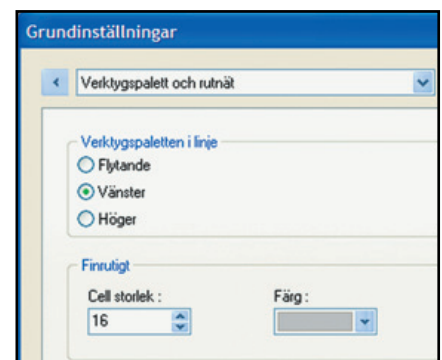 Grundinställningar
Verktygspalett och rutnät
Verktygspaletten i linje
Flytande
Vänster
Höger
Finrutigt
Cell storlek : Färg :
16